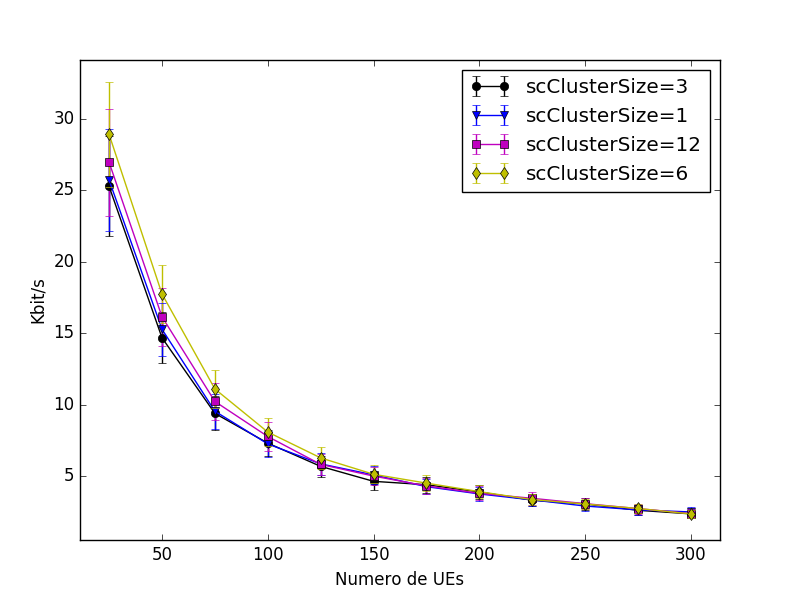 scClusterSize=3
scClusterSize=1
scClusterSize=12
scClusterSize=6
Kbit/s
30
25
20
15
10
5
50 100 150 200 250 300
Numero de UEs